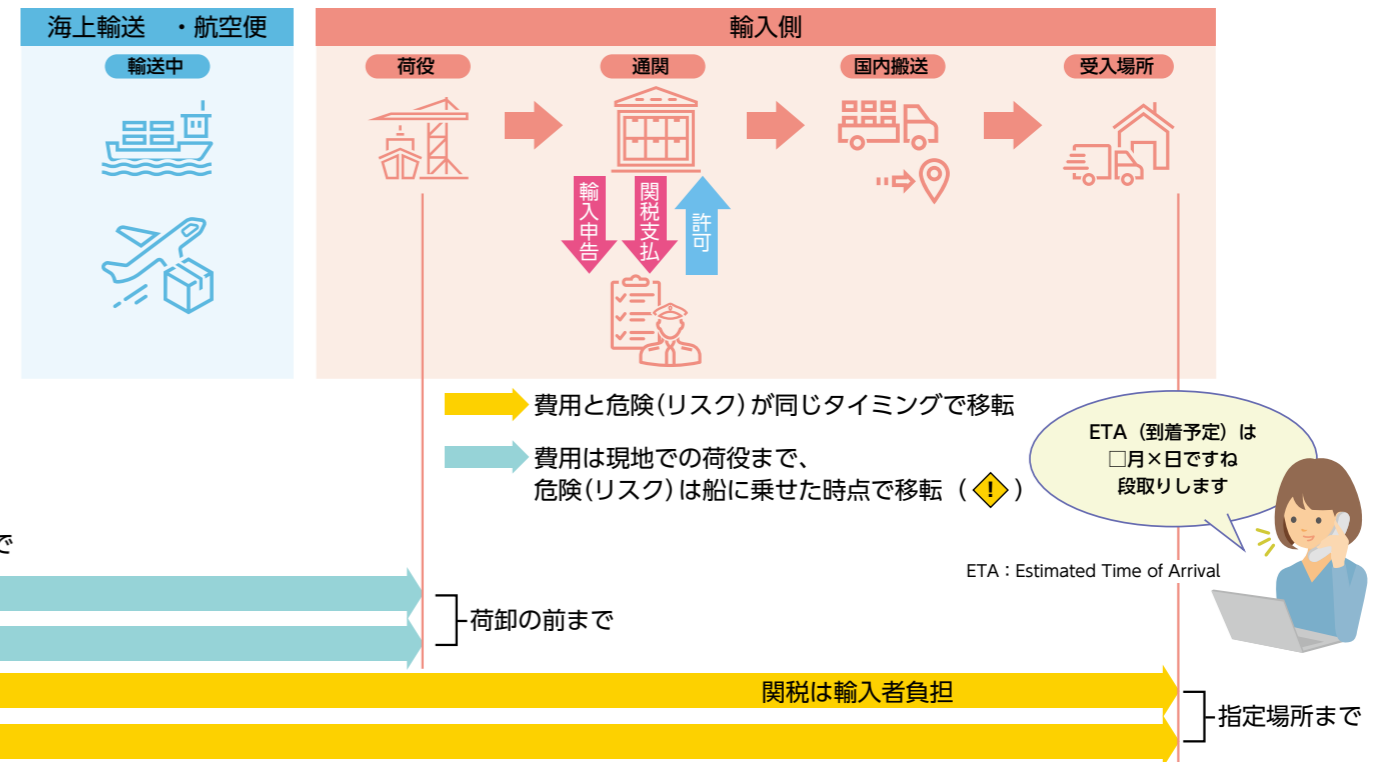 海上輸送 ・航空便
輸入側
輸送中
荷役
通関
国内搬送
受入場所
輸入申告
関税支払
許可
費用と危険(リスク)が同じタイミングで移転
費用は現地での荷役まで、
危険(リスク)は船に乗せた時点で移転 ( ! )
ETA(到着予定)は
□月×日ですね
段取りします
ETA:Estimated Time of Arrival
で
荷卸の前まで
関税は輸入者負担
指定場所まで